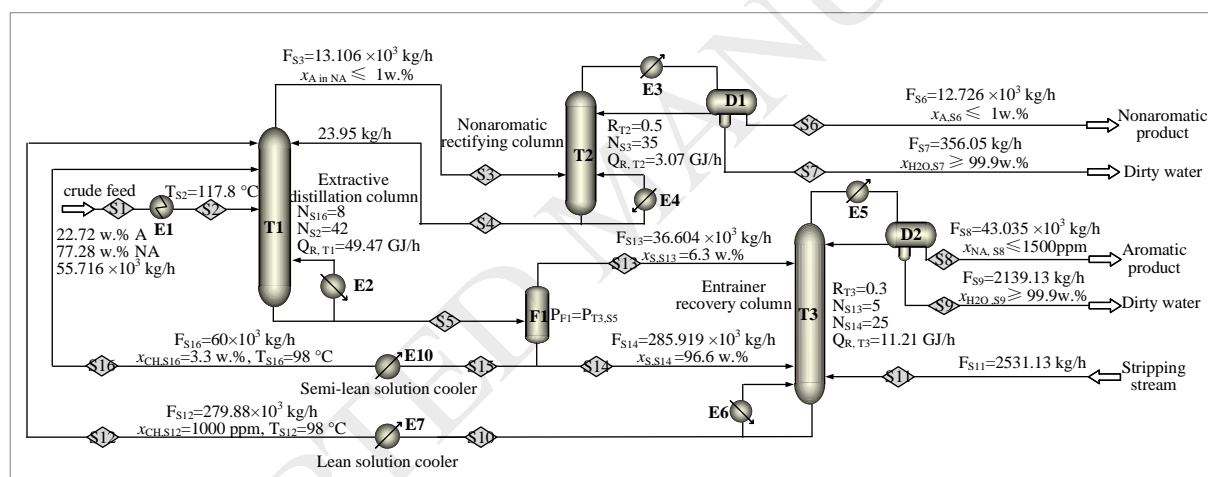 F_S3=13.106 ×10³ kg/h
x_A in NA ≤ 1w.%
E3
D1
F_S6=12.726 ×10³ kg/h
x_A,S6 ≤ 1w.%
S6
Nonaromatic
product
23.95 kg/h
Nonaromatic
rectifying column
T2
R_T2=0.5
N_S3=35
Q_R, T2=3.07 GJ/h
F_S7=356.05 kg/h
x_H2O,S7 ≥ 99.9w.%
S7
Dirty water
crude feed
T_S2=117.8 °C
S1
E1
S2
22.72 w.% A
77.28 w.% NA
55.716 ×10³ kg/h
T1
Extractive
distillation column
N_S16=8
N_S2=42
Q_R, T1=49.47 GJ/h
S3
S4
E4
E5
D2
F_S8=43.035 ×10³ kg/h
x_NA, S8 ≤1500ppm
S8
Aromatic
product
F_S13=36.604 ×10³ kg/h
S13
x_S,S13=6.3 w.%
F_S9=2139.13 kg/h
x_H2O ,S9 ≥ 99.9w.%
S9
Dirty water
E2
S5
F1
P_F1=P_T3,S5
Entrainer
recovery column
T3
R_T3=0.3
N_S13=5
N_S14=25
Q_R, T3=11.21 GJ/h
F_S16=60×10³ kg/h
x_CH,S16=3.3 w.%, T_S16=98 °C
S16
E10
S15
Semi-lean solution cooler
F_S14=285.919 ×10³ kg/h
S14
x_S,S14=96.6 w.%
F_S11=2531.13 kg/h
S11
Stripping
stream
E6
F_S12=279.88×10³ kg/h
x_CH,S12=1000 ppm, T_S12=98 °C
S12
E7
S10
Lean solution cooler